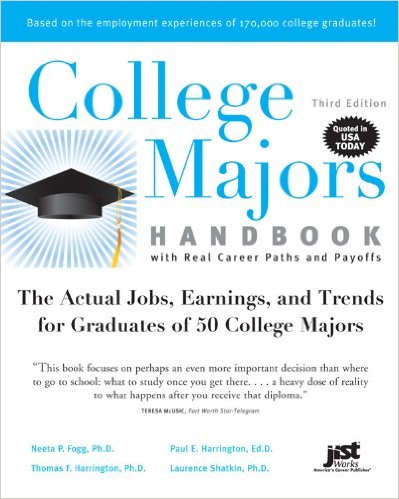 Based on the employment experiences of 170,000 college graduates!
College
Third Edition
Quoted in
USA
TODAY
Majors
HANDBOOK
with Real Career Paths and Payoffs
The Actual Jobs, Earnings, and Trends
for Graduates of 50 College Majors
"This book focuses on perhaps an even more important decision than where
to go to school: what to study once you get there. . . . a heavy dose of reality
to what happens after you receive that diploma."
TERESA McUSIC, Fort Worth Star-Telegram
Neeta P. Fogg, Ph.D.
Paul E. Harrington, Ed.D.
Thomas F. Harrington, Ph.D.
Laurence Shatkin, Ph.D.
jist
Works
America's Career Publisher